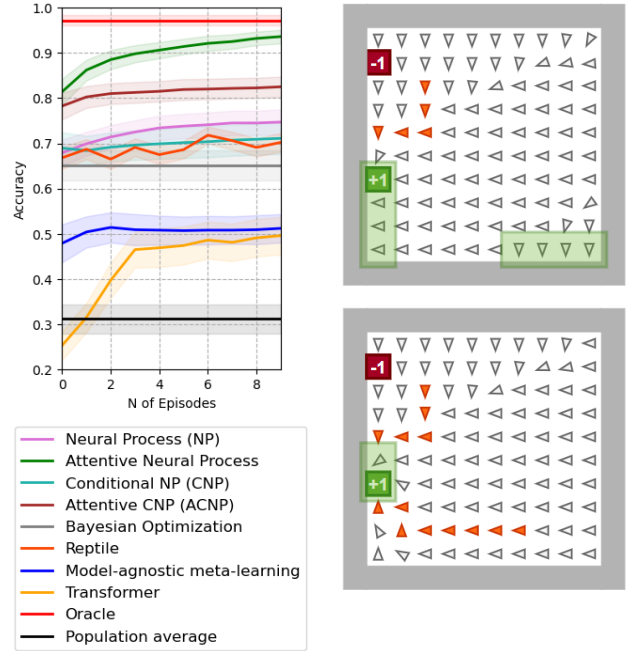 1.0
0.9
0.8
0.7
0.6
0.5
0.4
0.3
0.2
Accuracy
0 2 4 6 8
N of Episodes
Neural Process (NP)
Attentive Neural Process
Conditional NP (CNP)
Attentive CNP (ACNP)
Bayesian Optimization
Reptile
Model-agnostic meta-learning
Transformer
Oracle
Population average
-1
+1
-1
+1